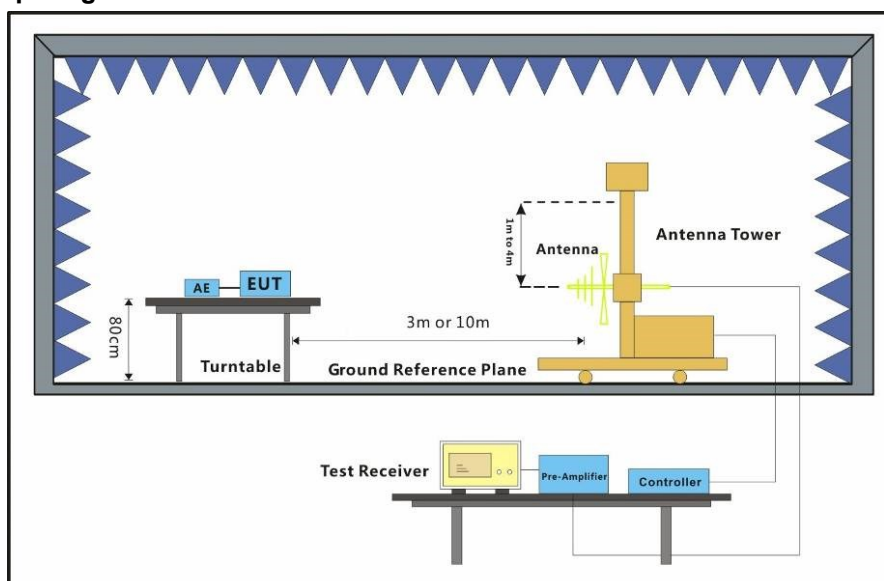 1m to 4m
Antenna
Antenna Tower
AE
EUT
80cm
3m or 10m
Turntable
Ground Reference Plane
Test Receiver
Pre-Amplifier
Controller